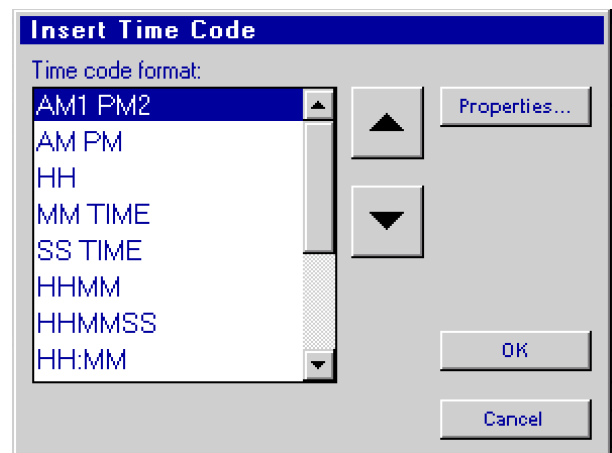 Insert Time Code
Time code format:
AM1 PM2
AM PM
HH
MM TIME
SS TIME
HHMM
HHMMSS
HH:MM
Properties...
OK
Cancel